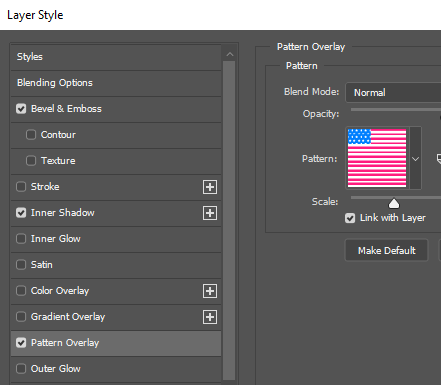 Layer Style
Styles
Blending Options
Bevel & Emboss
Contour
Texture
Stroke
Inner Shadow
Inner Glow
Satin
Color Overlay
Gradient Overlay
Pattern Overlay
Outer Glow
Pattern Overlay
Pattern
Blend Mode: Normal
Opacity:
Pattern:
Scale:
Link with Layer
Make Default